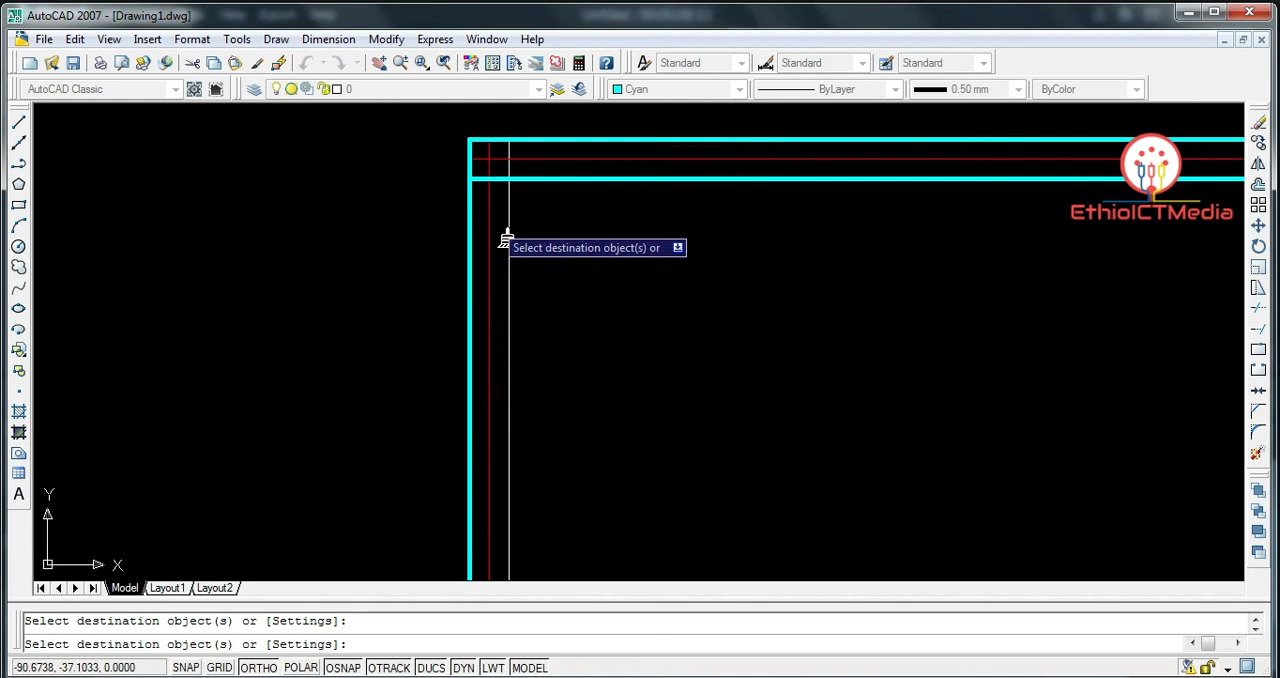 AutoCAD 2007 - [Drawing1.dwg]
File Edit View Insert Format Tools Draw Dimension Modify Express Window Help
Standard Standard Standard
AutoCAD Classic 0 Cyan ByLayer 0.50 mm ByColor
EthioICTMedia
Select destination object(s) or
Y
X
Model Layout1 Layout2
Select destination object(s) or [Settings]:
Select destination object(s) or [Settings]:
-90.6738, -37.1033, 0.0000 SNAP GRID ORTHO POLAR OSNAP OTRACK DUCS DYN LWT MODEL